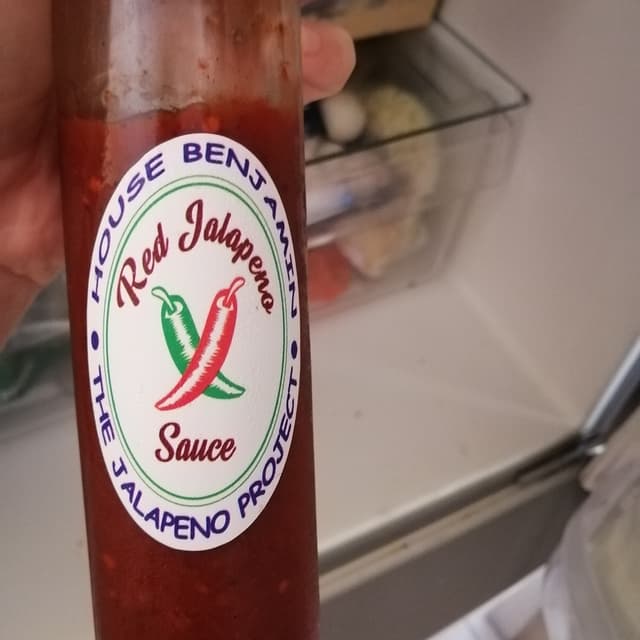 HOUSE BENJAMIN
Red Jalapeno
Sauce
• THE JALAPENO PROJECT •